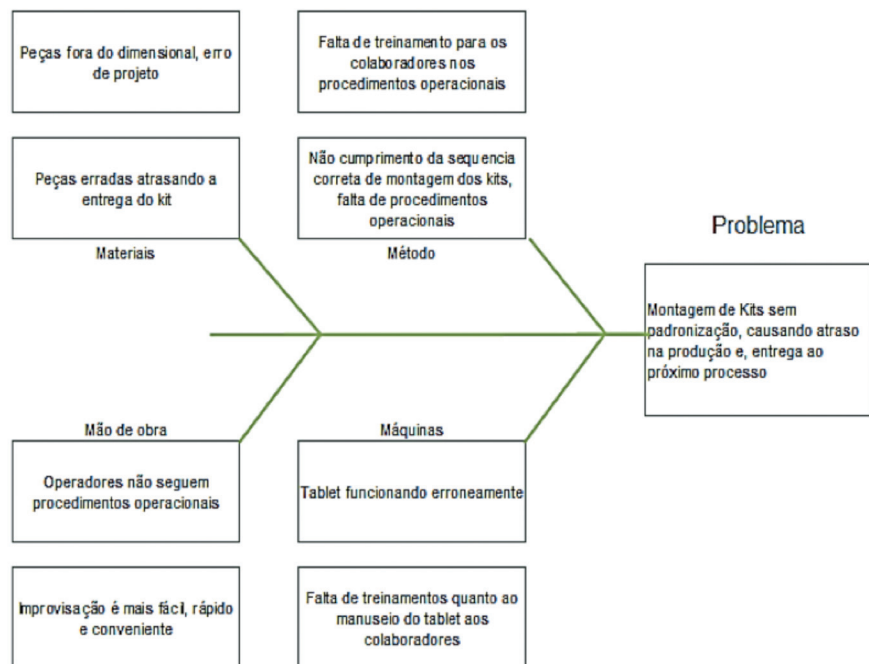 Peças fora do dimensional, erro
de projeto
Falta de treinamento para os
colaboradores nos
procedimentos operacionais
Peças erradas atrasando a
entrega do kit
Não cumprimento da sequencia
correta de montagem dos kits,
falta de procedimentos
operacionais
Materiais
Método
Problema
Montagem de Kits sem
padronização, causando atraso
na produção e, entrega ao
próximo processo
Mão de obra
Máquinas
Operadores não seguem
procedimentos operacionais
Tablet funcionando erroneamente
Improvisação é mais fácil, rápido
e conveniente
Falta de treinamentos quanto ao
manuseio do tablet aos
colaboradores